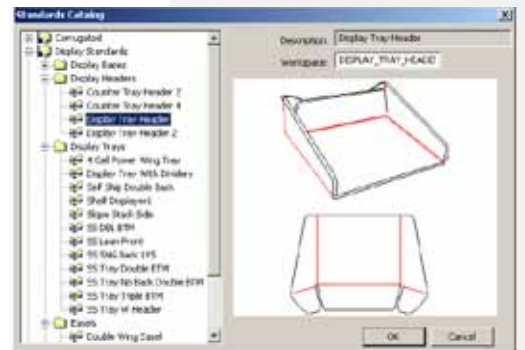 Standards Catalog
Corrugated
Display Standards
Display Bases
Display Headers
Counter Tray Header 2
Counter Tray Header 4
Display Tray Header
Display Tray Header 2
Display Trays
4 Cell Power Wing Tray
Display Tray With Dividers
Self Ship Double Back
Shelf Displayers
Slope Stack Side
SS DBL BTM
SS Lean Front
SS SNG Back
SS Tray Double BTM
SS Tray No Back Double BTM
SS Tray Triple BTM
SS Tray W Header
Easels
Double Wing Easel
Description: Display Tray Header
Workspace: DISPLAY_TRAY_HEADE
OK
Cancel